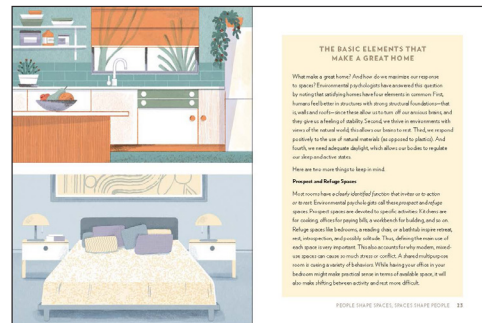 THE BASIC ELEMENTS THAT
MAKE A GREAT HOME
What make a great home? And how do we maximize our response
to spaces? Environmental psychologists have answered this question
by noting that satisfying homes have four elements in common. First,
humans feel better in structures with strong structural foundations—that
is, walls and roofs—since these allow us to turn off our anxious brains, and
they give us a feeling of stability. Second, we thrive in environments with
views of the natural world; this allows our brains to rest. Third, we respond
positively to the use of natural materials (as opposed to plastics). And
fourth, we need adequate daylight, which allows our bodies to regulate
our sleep and active states.
Here are two more things to keep in mind.
Prospect and Refuge Spaces
Most rooms have a clearly identified function that invites us to action
or to rest. Environmental psychologists call these prospect and refuge
spaces. Prospect spaces are devoted to specific activities: Kitchens are
for cooking, offices for paying bills, a workbench for building, and so on.
Refuge spaces like bedrooms, a reading chair, or a bathtub inspire retreat,
rest, introspection, and possibly solitude. Thus, defining the main use of
each space is very important. This also accounts for why modern, mixed-
use spaces can cause so much stress or conflict. A shared multipurpose
room is cueing a variety of behaviors. While having your office in your
bedroom might make practical sense in terms of available space, it will
also make shifting between activity and rest more difficult.
PEOPLE SHAPE SPACES, SPACES SHAPE PEOPLE 33